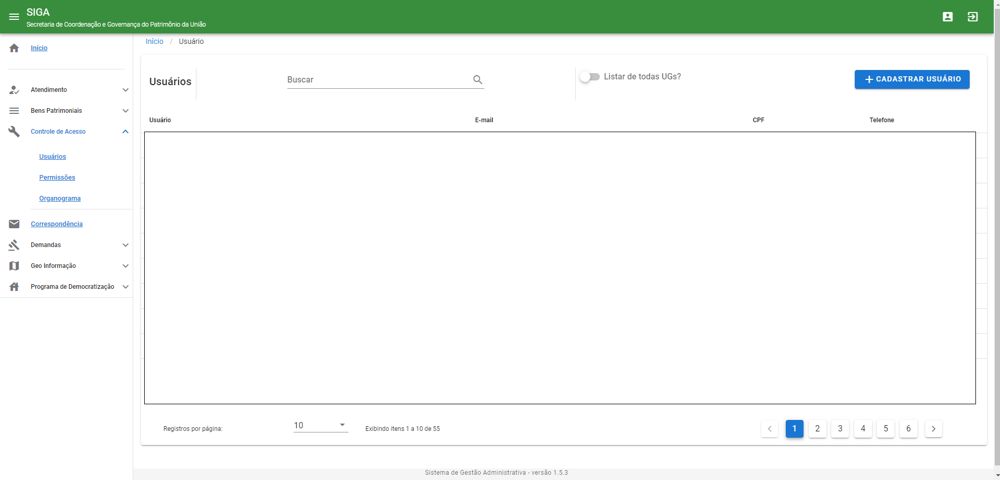 SIGA
Secretaria de Coordenação e Governança do Patrimônio da União
Início
Atendimento
Bens Patrimoniais
Controle de Acesso
Usuários
Permissões
Organograma
Correspondência
Demandas
Geo Informação
Programa de Democratização
Início / Usuário
Usuários
Buscar
Listar de todas UGs?
CADASTRAR USUÁRIO
Usuário E-mail CPF Telefone
Registros por página: 10 Exibindo itens 1 a 10 de 55 1 2 3 4 5 6
Sistema de Gestão Administrativa - versão 1.5.3